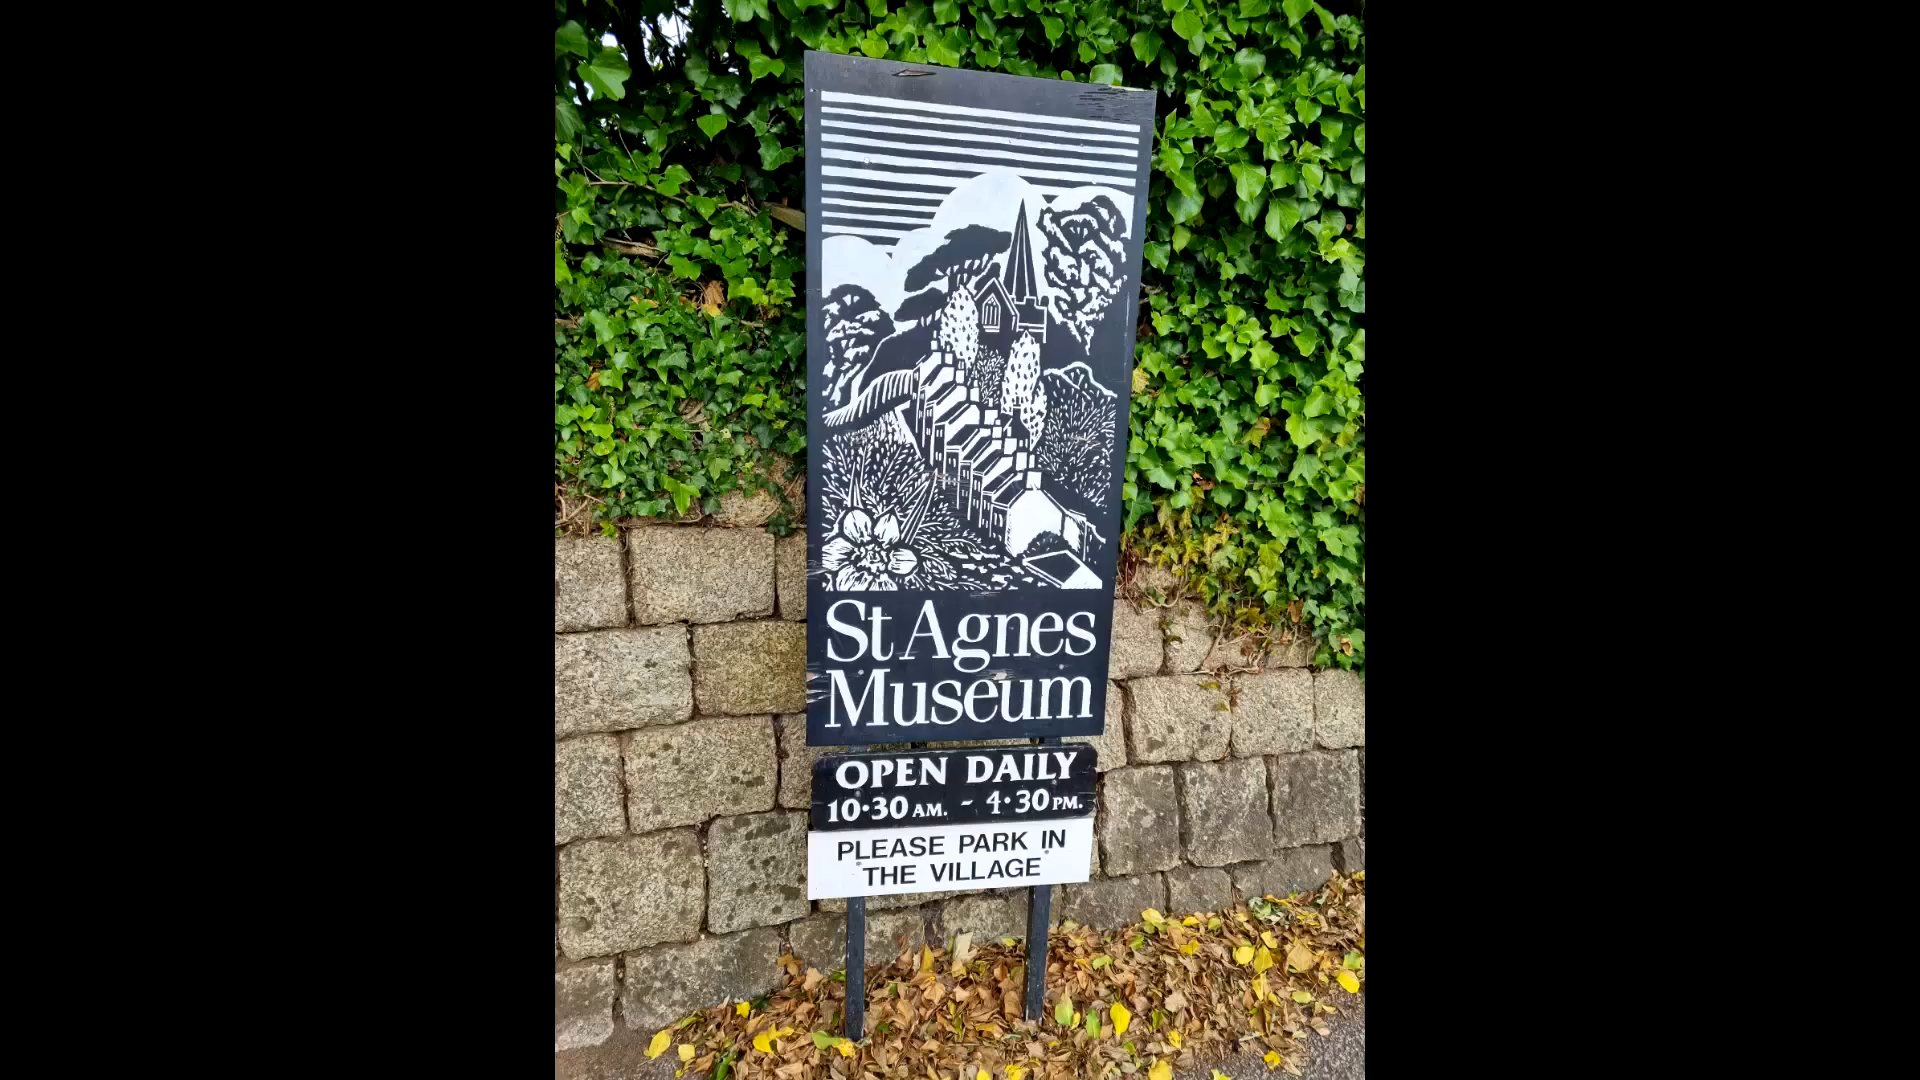 St Agnes
Museum
OPEN DAILY
10·30 AM. - 4·30 PM.
PLEASE PARK IN
THE VILLAGE